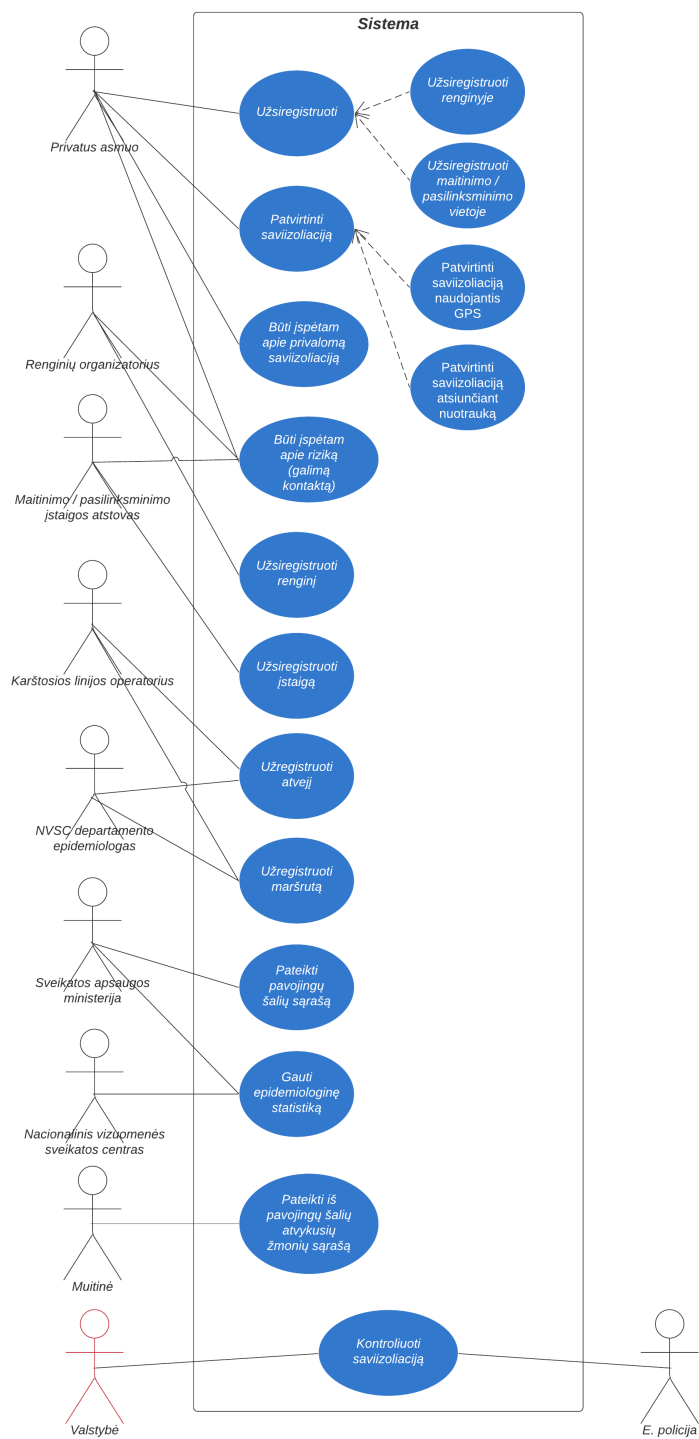 Sistema
Privatus asmuo
Užsiregistruoti
Užsiregistruoti
renginyje
Užsiregistruoti
maitinimo /
pasilinksminimo
vietoje
Patvirtinti
saviizoliaciją
Patvirtinti
saviizoliaciją
naudojantis
GPS
Renginių organizatorius
Būti įspėtam
apie privalomą
saviizoliaciją
Patvirtinti
saviizoliaciją
atsiunčiant
nuotrauką
Maitinimo / pasilinksminimo
įstaigos atstovas
Būti įspėtam
apie riziką
(galimą
kontaktą)
Užsiregistruoti
renginį
Karštosios linijos operatorius
Užsiregistruoti
įstaigą
NVSC departamento
epidemiologas
Užregistruoti
atvejį
Užregistruoti
maršrutą
Sveikatos apsaugos
ministerija
Pateikti
pavojingų
šalių sąrašą
Nacionalinis vizuomenės
sveikatos centras
Gauti
epidemiologinę
statistiką
Muitinė
Pateikti iš
pavojingų šalių
atvykusių
žmonių sąrašą
Valstybė
Kontroliuoti
saviizoliaciją
E. policija